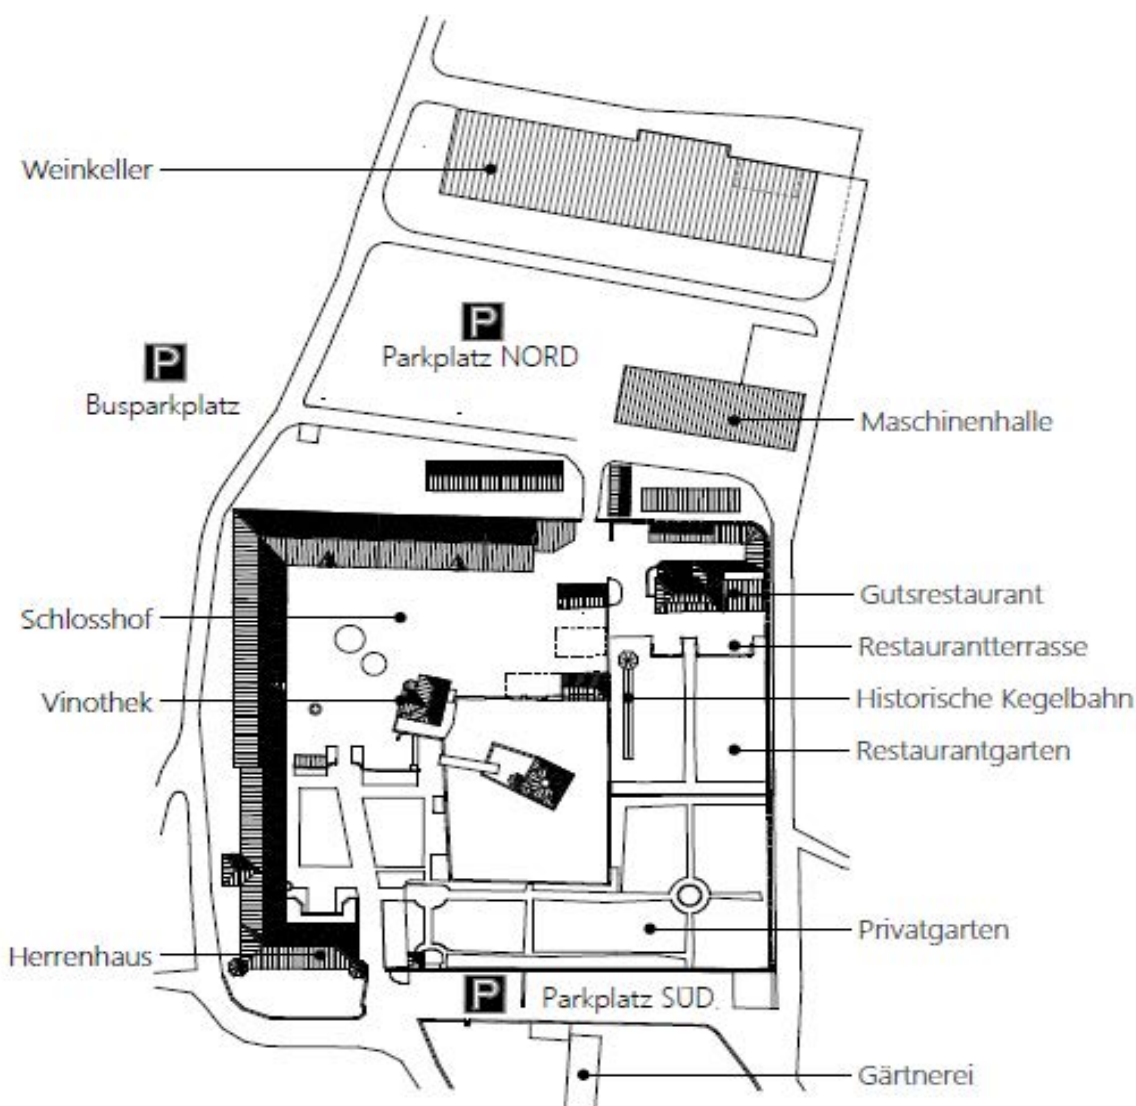 Weinkeller
P
Parkplatz NORD
P
Busparkplatz
Maschinenhalle
Gutsrestaurant
Schlosshof
Restaurantterrasse
Vinothek
Historische Kegelbahn
Restaurantgarten
Privatgarten
Herrenhaus
P
Parkplatz SÜD
Gärtnerei